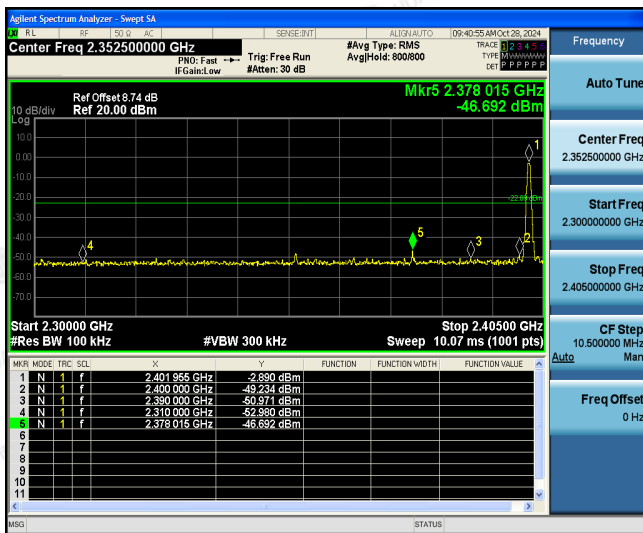 Agilent Spectrum Analyzer - Swept SA
LXI RL RF 50 Ω AC SENSE:INT ALIGN AUTO 09:40:55 AM Oct 28, 2024
Center Freq 2.352500000 GHz
PNO: Fast Trig: Free Run
IFGain:Low #Atten: 30 dB
#Avg Type: RMS
Avg|Hold: 800/800
TRACE 1 2 3 4 5 6
TYPE M
DET P P P P P P
Frequency
Auto Tune
Center Freq
2.352500000 GHz
Start Freq
2.300000000 GHz
Stop Freq
2.405000000 GHz
CF Step
10.500000 MHz
Auto Man
Freq Offset
0 Hz
Mkr5 2.378 015 GHz
-46.692 dBm
Ref Offset 8.74 dB
10 dB/div Ref 20.00 dBm
Log
10.0
0.00
-10.0
-20.0
-30.0
-40.0
-50.0
-60.0
-70.0
1
2
3
4
5
Start 2.30000 GHz Stop 2.40500 GHz
#Res BW 100 kHz #VBW 300 kHz Sweep 10.07 ms (1001 pts)
MKR MODE TRC SCL X Y FUNCTION FUNCTION WIDTH FUNCTION VALUE
1 N 1 f 2.401 955 GHz -2.890 dBm
2 N 1 f 2.400 000 GHz -49.234 dBm
3 N 1 f 2.390 000 GHz -50.971 dBm
4 N 1 f 2.310 000 GHz -52.980 dBm
5 N 1 f 2.378 015 GHz -46.692 dBm
6
7
8
9
10
11
MSG STATUS